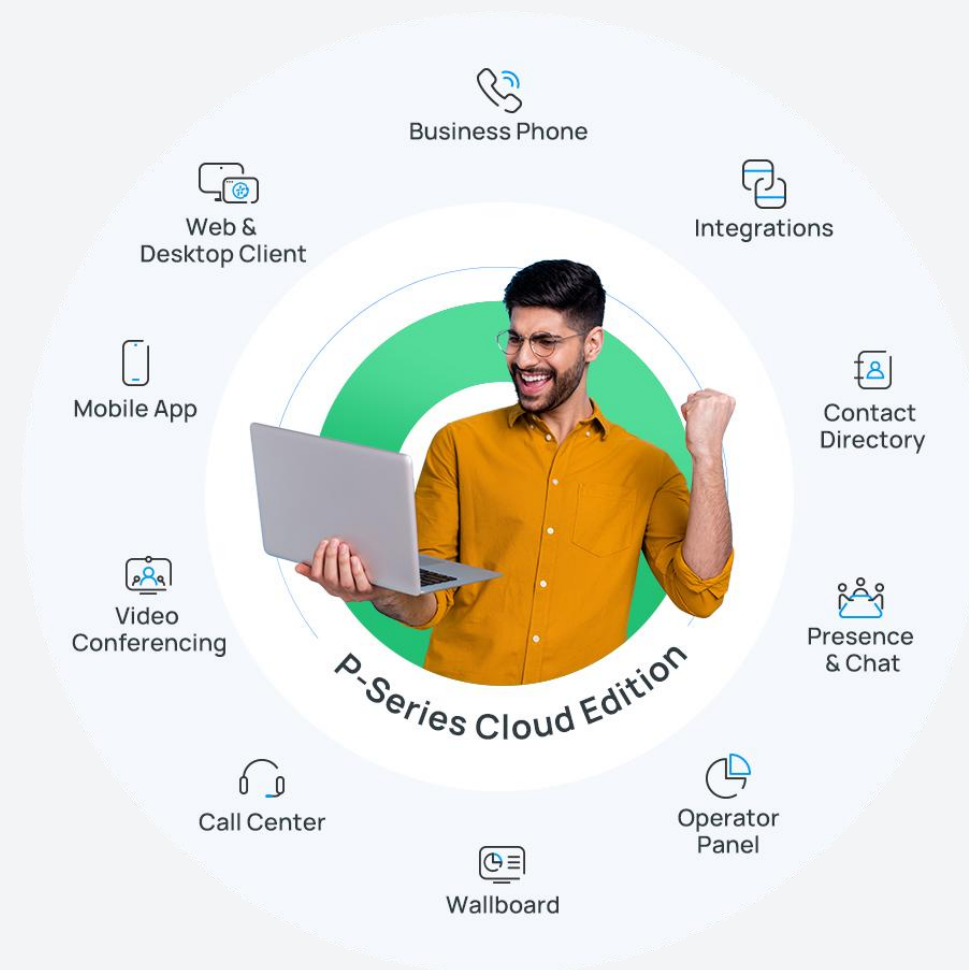 Business Phone
Web &
Desktop Client
Integrations
Mobile App
Contact
Directory
Video
Conferencing
Presence
& Chat
P-Series Cloud Edition
Call Center
Operator
Panel
Wallboard